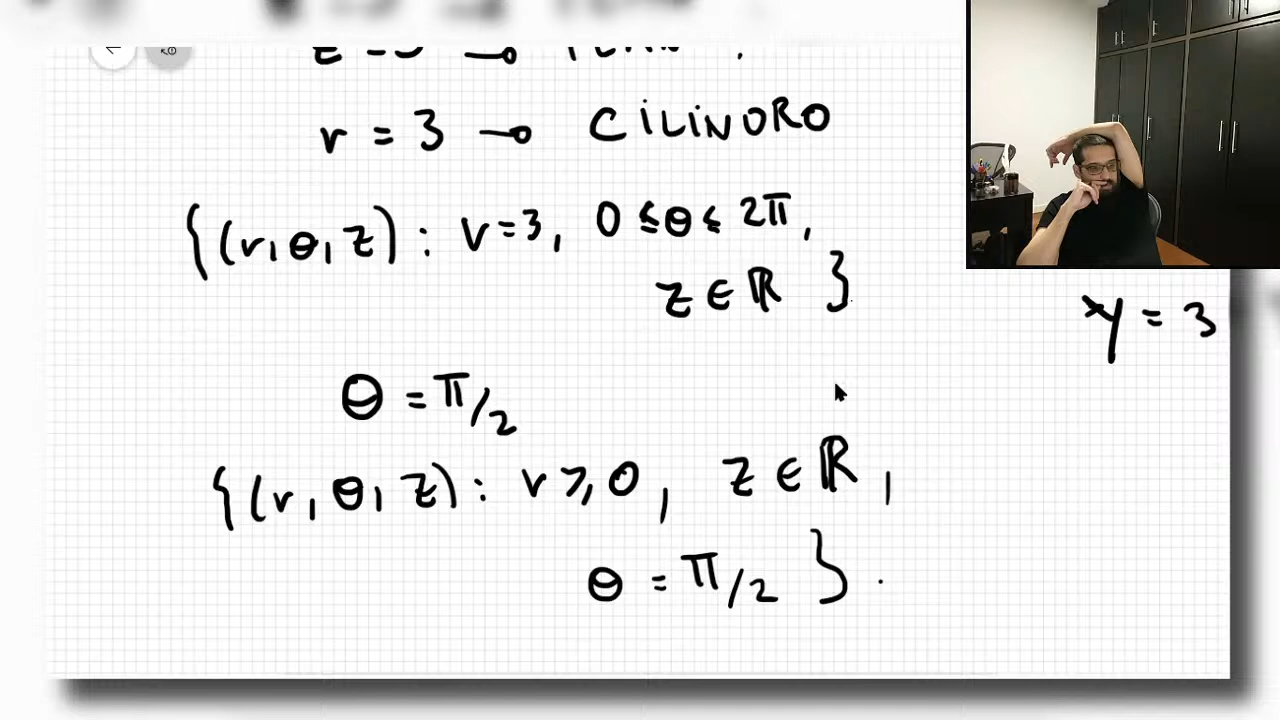 r = 3 → CILINDRO
{(r, θ, z) : r = 3, 0 ≤ θ ≤ 2π,
z ∈ ℝ }
y = 3
θ = π/2
{(r, θ, z) : r ≥ 0, z ∈ ℝ,
θ = π/2 } .